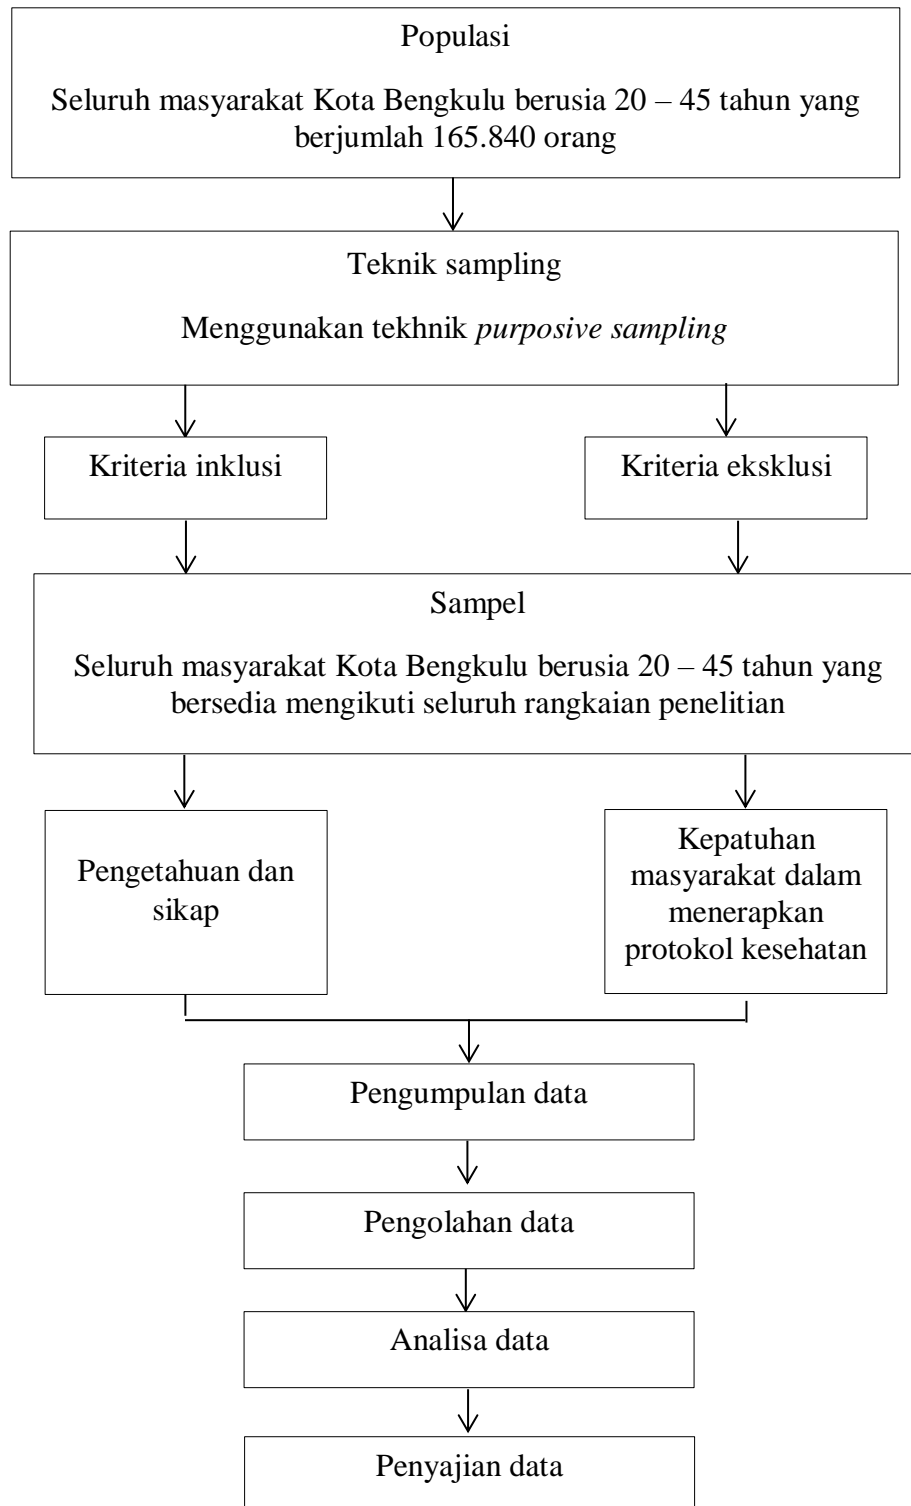 Populasi
Seluruh masyarakat Kota Bengkulu berusia 20 – 45 tahun yang
berjumlah 165.840 orang
Teknik sampling
Menggunakan tekhnik purposive sampling
Kriteria inklusi
Kriteria eksklusi
Sampel
Seluruh masyarakat Kota Bengkulu berusia 20 – 45 tahun yang
bersedia mengikuti seluruh rangkaian penelitian
Pengetahuan dan
sikap
Kepatuhan
masyarakat dalam
menerapkan
protokol kesehatan
Pengumpulan data
Pengolahan data
Analisa data
Penyajian data